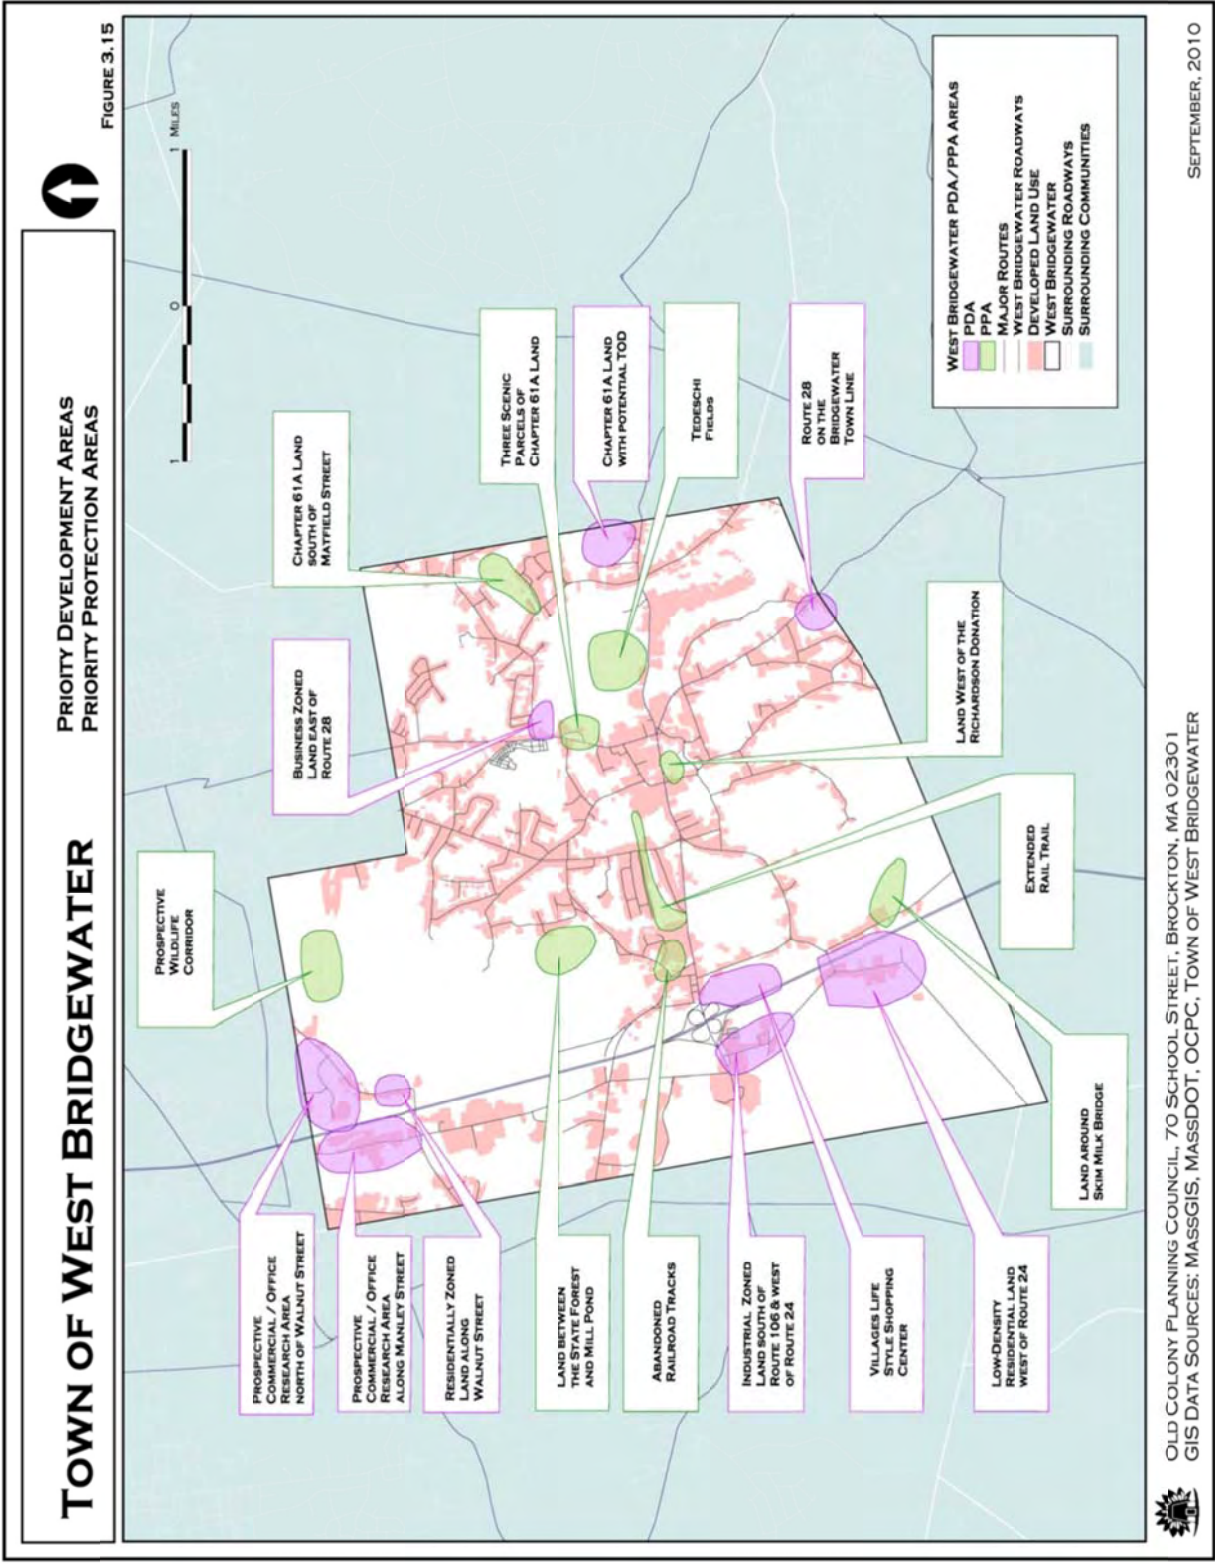 TOWN OF WEST BRIDGEWATER
PRIOITY DEVELOPMENT AREAS
PRIORITY PROTECTION AREAS
FIGURE 3.15
1
0
1 MILES
PROSPECTIVE
WILDLIFE
CORRIDOR
BUSINESS ZONED
LAND EAST OF
ROUTE 28
CHAPTER 61A LAND
SOUTH OF
MATFIELD STREET
THREE SCENIC
PARCELS OF
CHAPTER 61A LAND
CHAPTER 61A LAND
WITH POTENTIAL TOD
TEDESCHI
FIELDS
ROUTE 28
ON THE
BRIDGEWATER
TOWN LINE
PROSPECTIVE
COMMERCIAL / OFFICE
RESEARCH AREA
NORTH OF WALNUT STREET
PROSPECTIVE
COMMERCIAL / OFFICE
RESEARCH AREA
ALONG MANLEY STREET
RESIDENTIALLY ZONED
LAND ALONG
WALNUT STREET
LAND BETWEEN
THE STATE FOREST
AND MILL POND
ABANDONED
RAILROAD TRACKS
INDUSTRIAL ZONED
LAND SOUTH OF
ROUTE 106 & WEST
OF ROUTE 24
VILLAGES LIFE
STYLE SHOPPING
CENTER
LOW-DENSITY
RESIDENTIAL LAND
WEST OF ROUTE 24
LAND AROUND
SKIM MILK BRIDGE
EXTENDED
RAIL TRAIL
LAND WEST OF THE
RICHARDSON DONATION
WEST BRIDGEWATER PDA/PPA AREAS
PDA
PPA
MAJOR ROUTES
WEST BRIDGEWATER ROADWAYS
DEVELOPED LAND USE
WEST BRIDGEWATER
SURROUNDING ROADWAYS
SURROUNDING COMMUNITIES
OLD COLONY PLANNING COUNCIL, 70 SCHOOL STREET, BROCKTON, MA 02301
GIS DATA SOURCES: MASSGIS, MASSDOT, OCPC, TOWN OF WEST BRIDGEWATER
SEPTEMBER, 2010